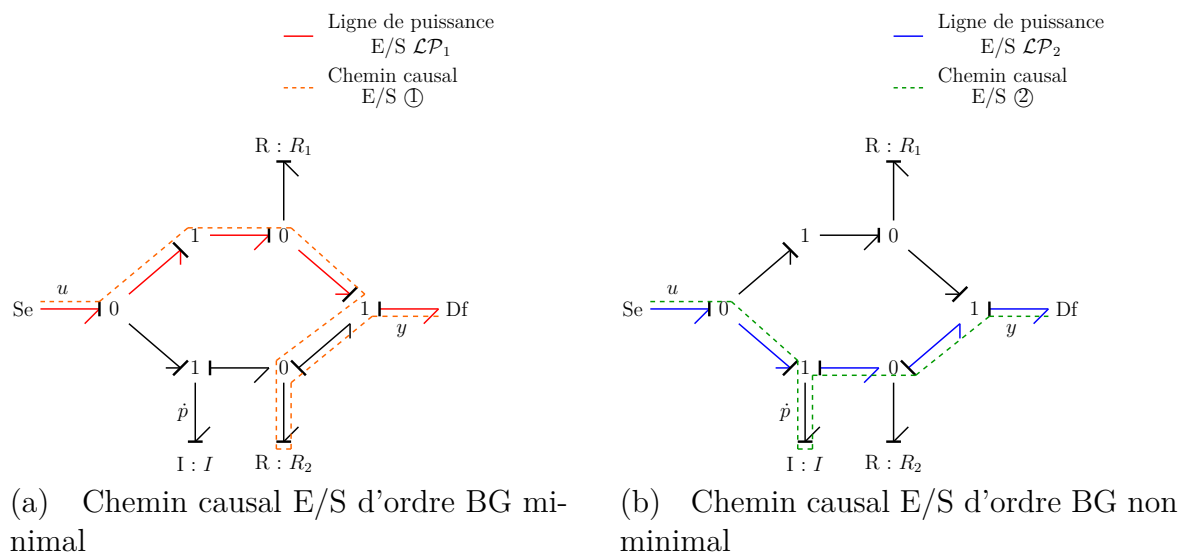 Ligne de puissance
E/S 𝓛𝓟₁
Chemin causal
E/S ①
R : R₁
1
0
u
Se
0
1
Df
y
1
0
ṗ
I : I
R : R₂
(a) Chemin causal E/S d'ordre BG mi-
nimal
Ligne de puissance
E/S 𝓛𝓟₂
Chemin causal
E/S ②
R : R₁
1
0
u
Se
0
1
Df
y
1
0
ṗ
I : I
R : R₂
(b) Chemin causal E/S d'ordre BG non
minimal